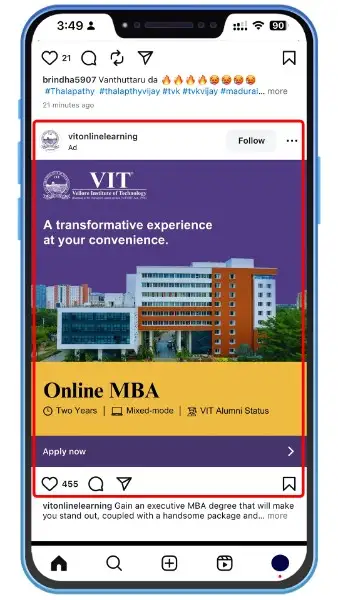 3:49
90
21
brindha5907 Vanthuttaru da 🔥🔥🔥🔥🥵🥵🥵🥵
#Thalapathy #thalapthyvijay #tvk #tvkvijay #madurai... more
21 minutes ago
vitonlinelearning
Ad
Follow
VIT
Vellore Institute of Technology
A transformative experience
at your convenience.
Online MBA
Two Years | Mixed-mode | VIT Alumni Status
Apply now
455
vitonlinelearning Gain an executive MBA degree that will make
you stand out, coupled with a handsome package and... more